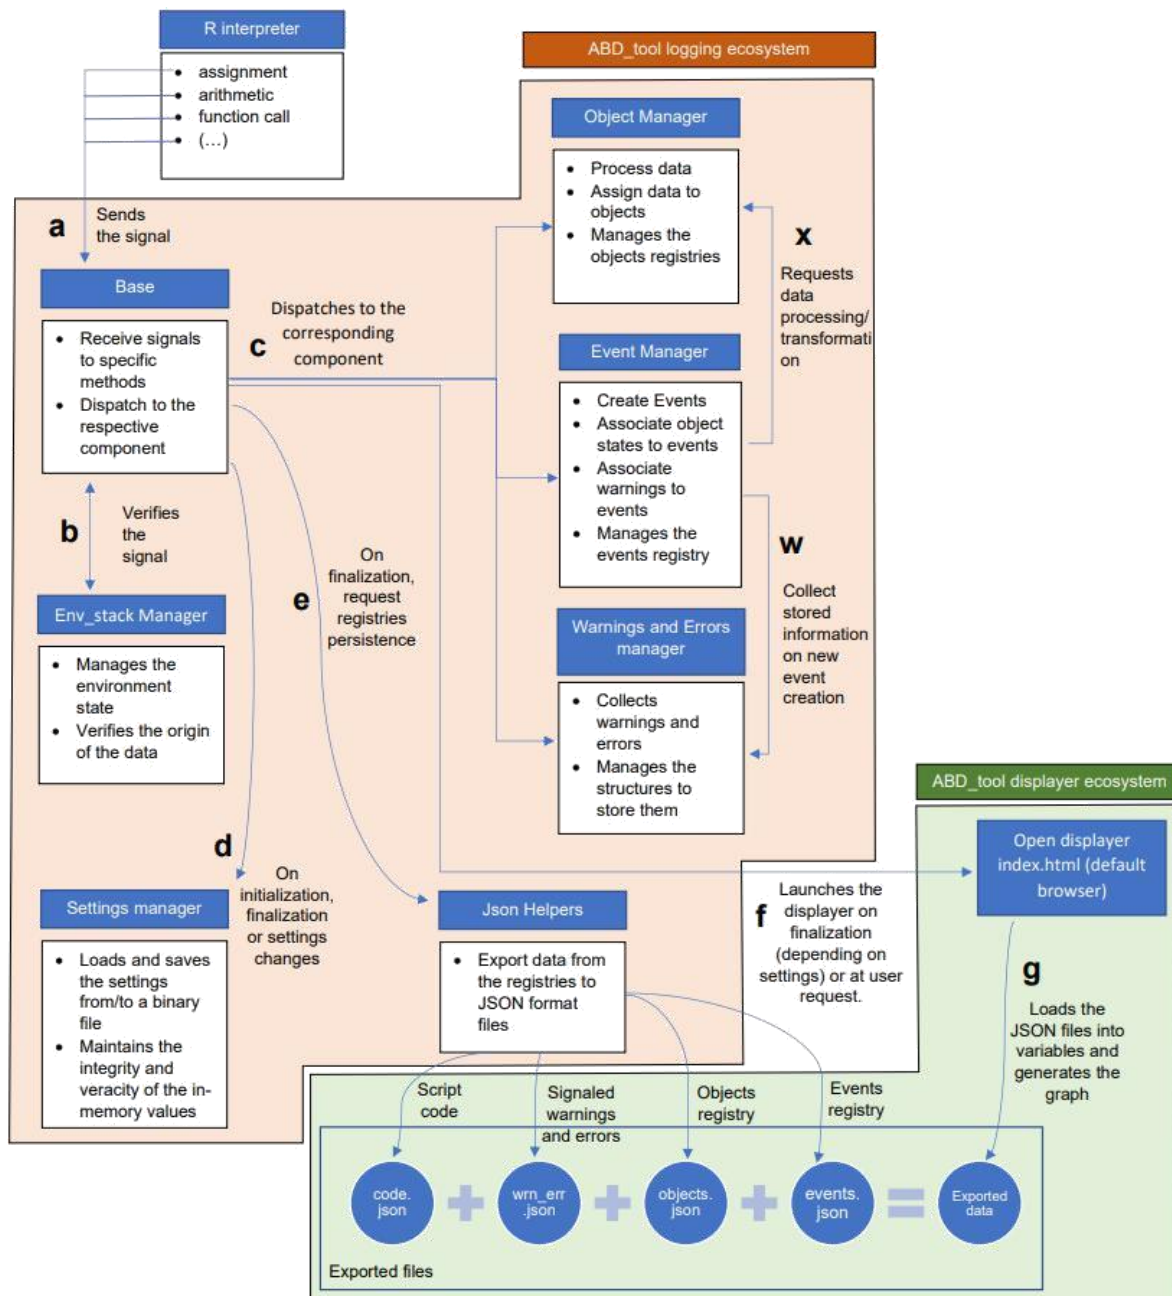 R interpreter
• assignment
• arithmetic
• function call
• (...)
ABD_tool logging ecosystem
Object Manager
• Process data
• Assign data to
objects
• Manages the
objects registries
a
Sends
the signal
x
Requests
data
processing/
transformati
on
Base
• Receive signals
to specific
methods
• Dispatch to the
respective
component
c
Dispatches to the
corresponding
component
Event Manager
• Create Events
• Associate object
states to events
• Associate
warnings to
events
• Manages the
events registry
b
Verifies
the
signal
w
Collect
stored
information
on new
event
creation
e
On
finalization,
request
registries
persistence
Env_stack Manager
• Manages the
environment
state
• Verifies the origin
of the data
Warnings and Errors
manager
• Collects
warnings and
errors
• Manages the
structures to
store them
ABD_tool displayer ecosystem
Open displayer
index.html (default
browser)
d
On
initialization,
finalization
or settings
changes
Settings manager
• Loads and saves
the settings
from/to a binary
file
• Maintains the
integrity and
veracity of the in-
memory values
Json Helpers
• Export data from
the registries to
JSON format
files
f
Launches the
displayer on
finalization
(depending on
settings) or at user
request.
g
Loads the
JSON files into
variables and
generates the
graph
Script
code
Signaled
warnings
and errors
Objects
registry
Events
registry
code.
json
wrn_err
.json
objects.
json
events.
json
Exported
data
Exported files